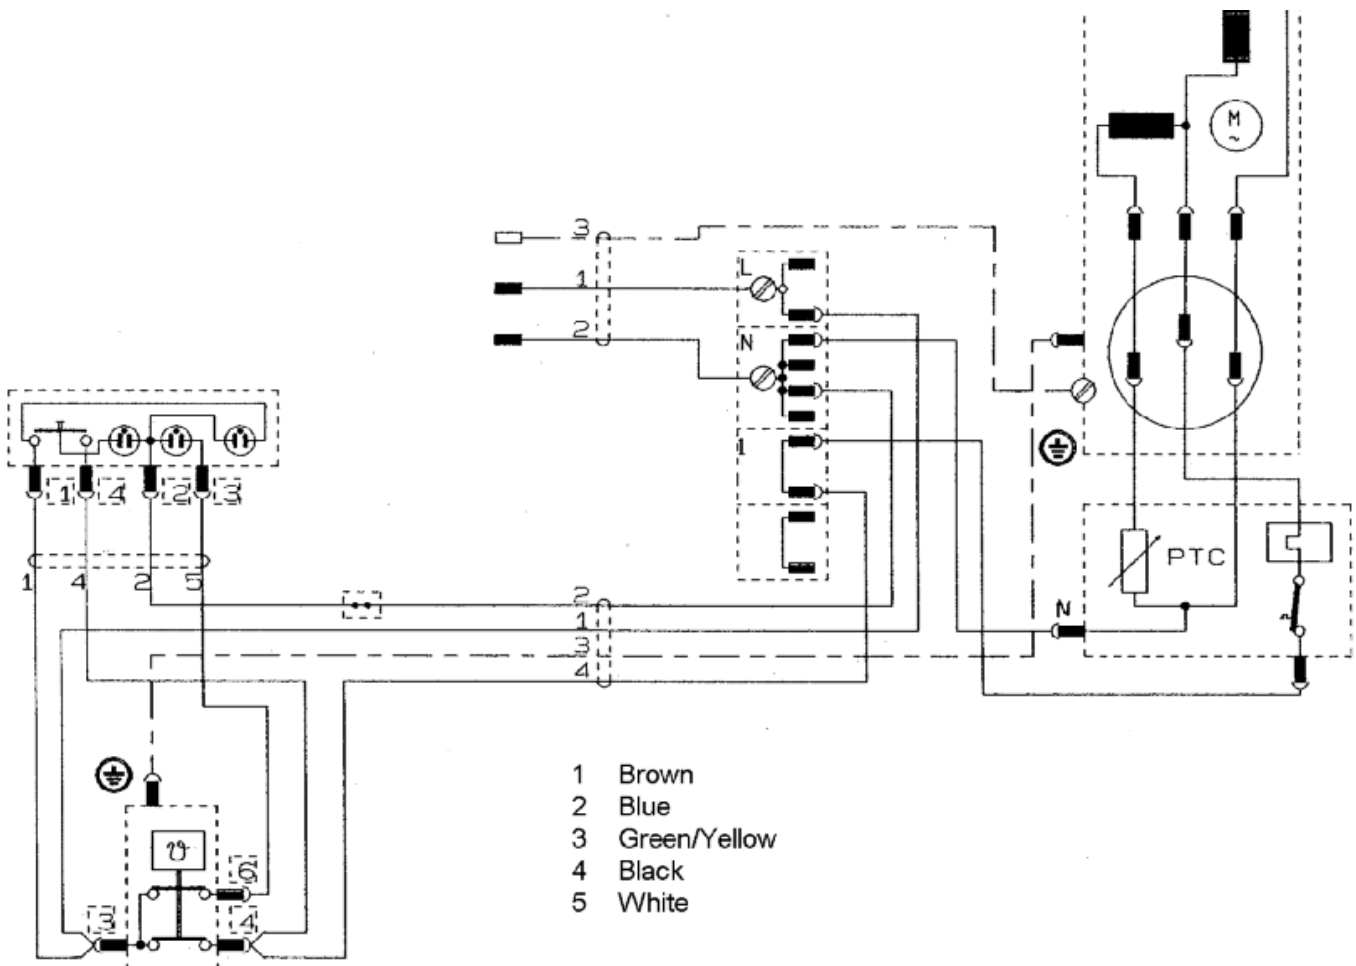 M
~
3
1
2
L
N
1
1 4 2 3
PTC
1 4 2 5
N
2
1
3
4
ϑ
6
3 4
1 Brown
2 Blue
3 Green/Yellow
4 Black
5 White